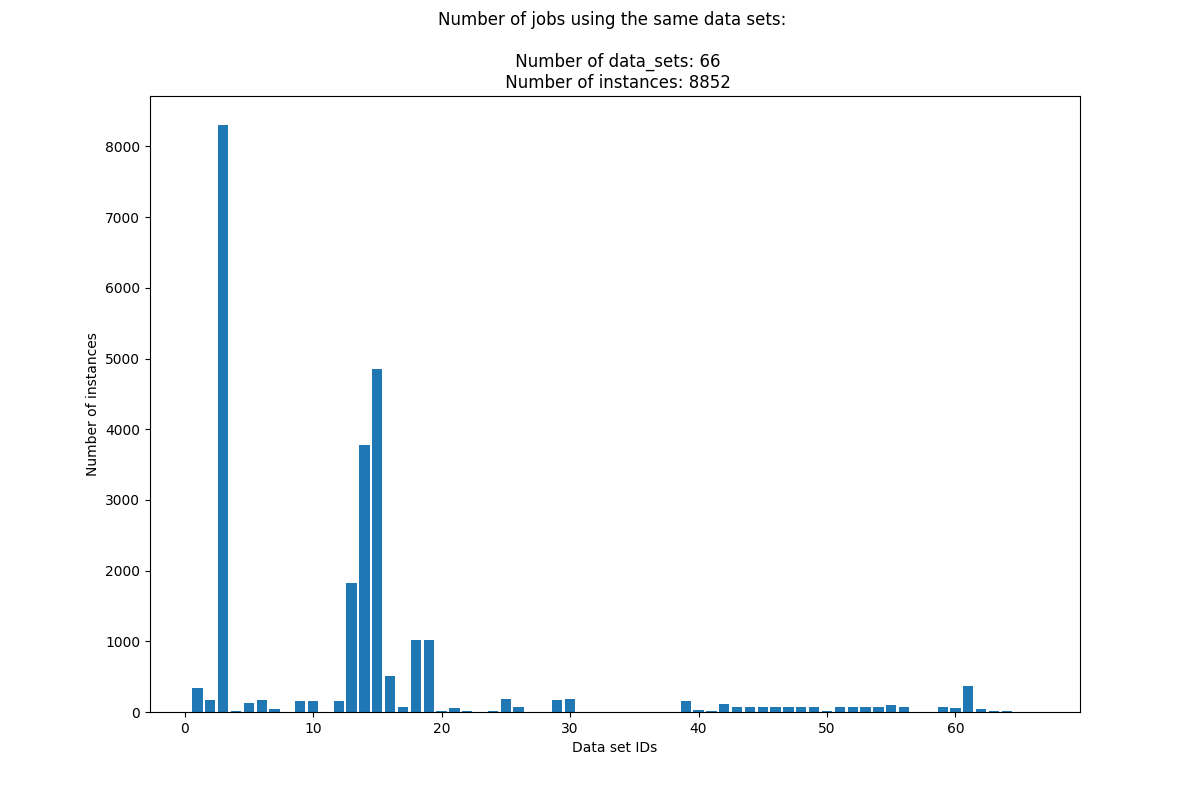 Number of jobs using the same data sets:
Number of data_sets: 66
Number of instances: 8852
8000
7000
6000
5000
4000
3000
2000
1000
0
Number of instances
0 10 20 30 40 50 60
Data set IDs